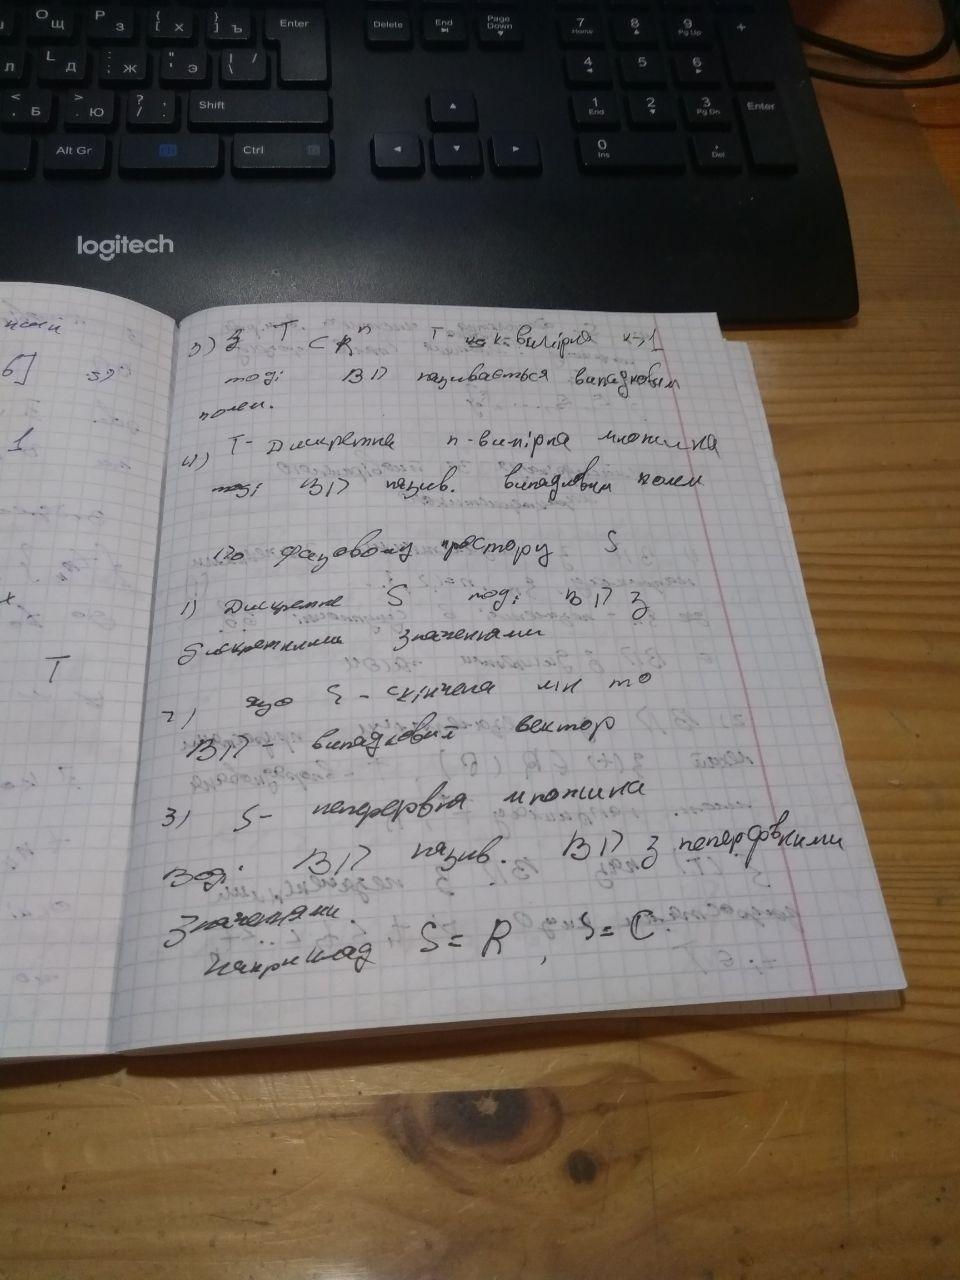 Щ Р З { [ Х } ] Ъ Enter Delete End Page Down 7 Home 8 9 Pg Up +
Л L Д : ; Ж " ' Э | \ / 4 5 6
< , Б > . Ю ? / . Shift 1 End 2 3 Pg Dn Enter
Alt Gr Ctrl 0 Ins Del
logitech
3) З T ⊂ R^n T - k-вимірна k>1
тоді ВП називається випадковим
полем.
4) T - Дискретна n-вимірна множина
тоді ВП назив. випадковим полем
По фазовому простору S
1) Дискретне S тоді ВП з
дискретними значеннями
2) якщо S - скінчена мн то
ВП - випадковий вектор
3) S - неперервна множина
тоді ВП назив. ВП з неперервними
Значеннями.
Наприклад S = R, S = C
6]
1
T